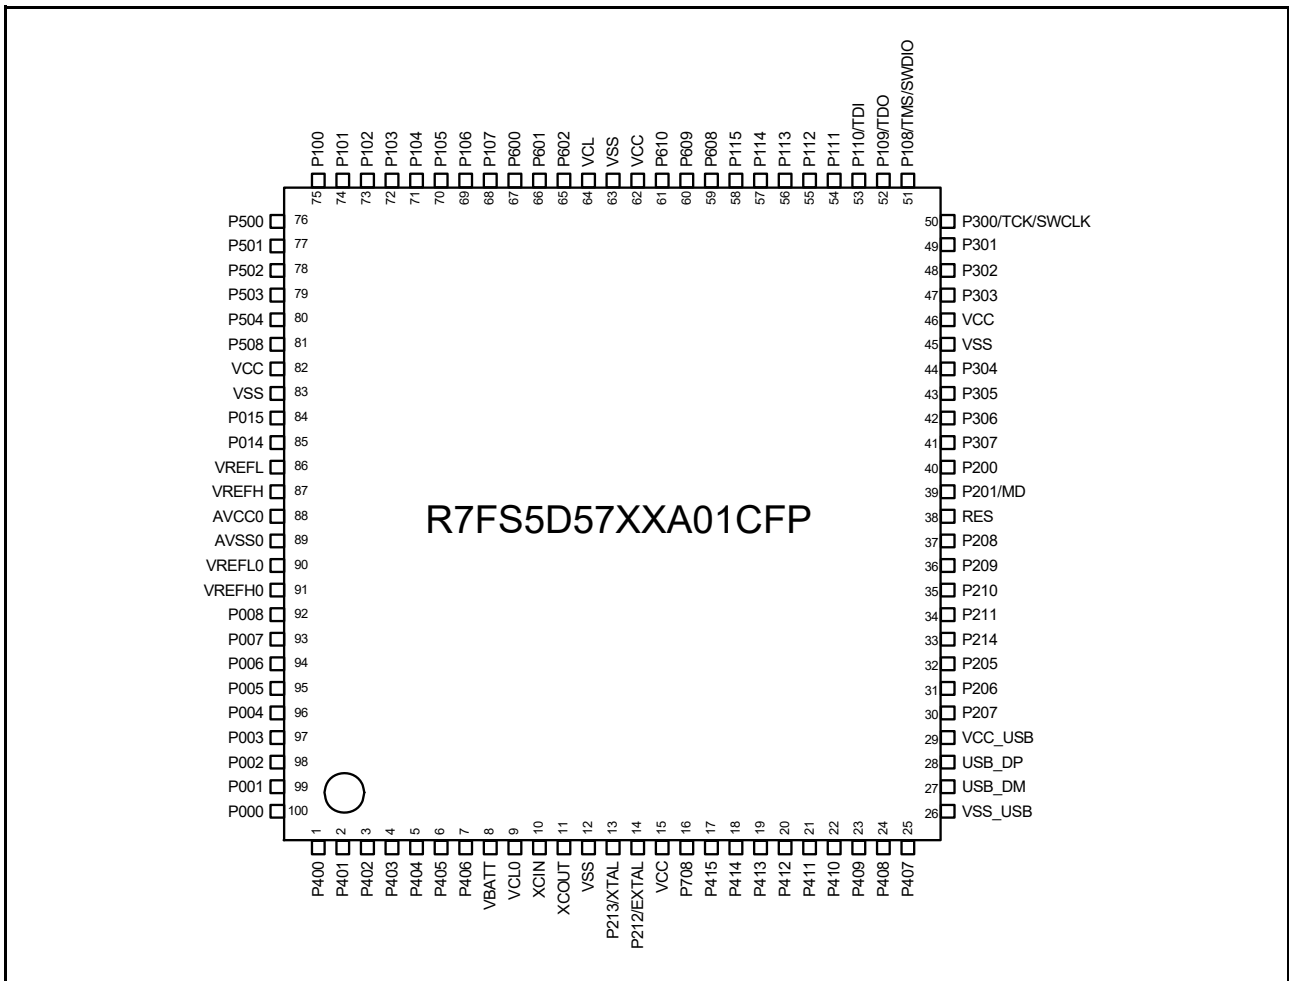 P100
P101
P102
P103
P104
P105
P106
P107
P600
P601
P602
VCL
VSS
VCC
P610
P609
P608
P115
P114
P113
P112
P111
P110/TDI
P109/TDO
P108/TMS/SWDIO
75
74
73
72
71
70
69
68
67
66
65
64
63
62
61
60
59
58
57
56
55
54
53
52
51
P500 76
P501 77
P502 78
P503 79
P504 80
P508 81
VCC 82
VSS 83
P015 84
P014 85
VREFL 86
VREFH 87
AVCC0 88
AVSS0 89
VREFL0 90
VREFH0 91
P008 92
P007 93
P006 94
P005 95
P004 96
P003 97
P002 98
P001 99
P000 100
R7FS5D57XXA01CFP
50 P300/TCK/SWCLK
49 P301
48 P302
47 P303
46 VCC
45 VSS
44 P304
43 P305
42 P306
41 P307
40 P200
39 P201/MD
38 RES
37 P208
36 P209
35 P210
34 P211
33 P214
32 P205
31 P206
30 P207
29 VCC_USB
28 USB_DP
27 USB_DM
26 VSS_USB
1
2
3
4
5
6
7
8
9
10
11
12
13
14
15
16
17
18
19
20
21
22
23
24
25
P400
P401
P402
P403
P404
P405
P406
VBATT
VCL0
XCIN
XCOUT
VSS
P213/XTAL
P212/EXTAL
VCC
P708
P415
P414
P413
P412
P411
P410
P409
P408
P407